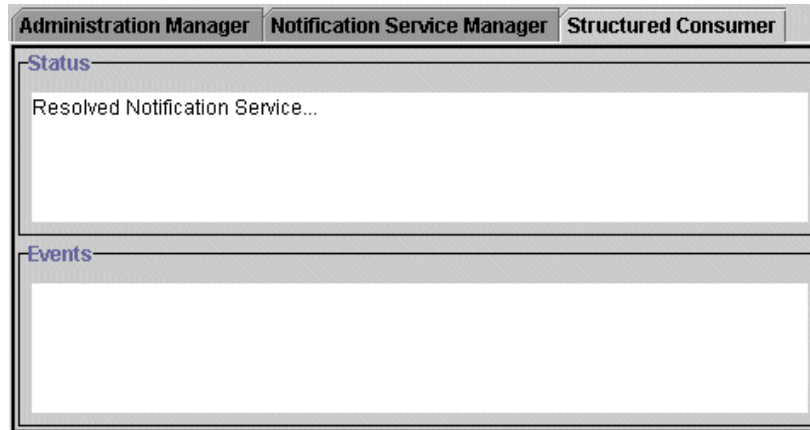 Administration Manager Notification Service Manager Structured Consumer
Status
Resolved Notification Service...
Events